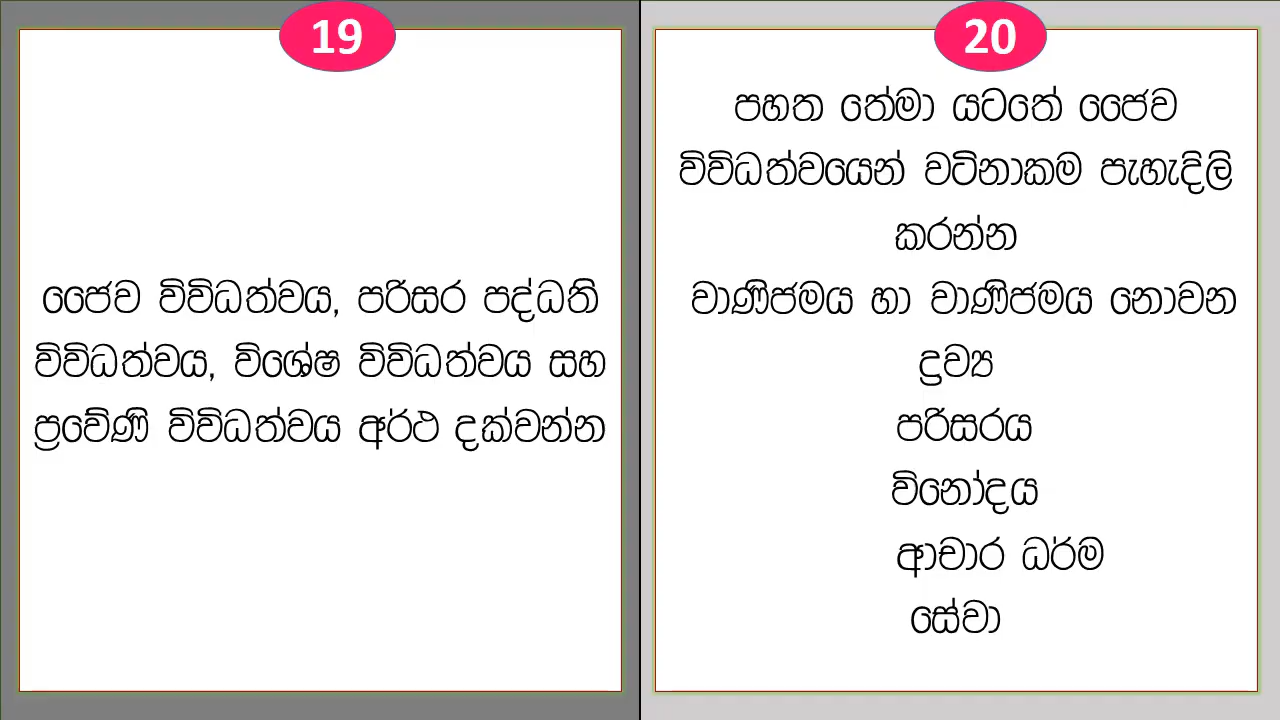 19
ජෛව විවිධත්වය, පරිසර පද්ධති
විවිධත්වය, විශේෂ විවිධත්වය සහ
ප්‍රවේණි විවිධත්වය අර්ථ දක්වන්න
20
පහත තේමා යටතේ ජෛව
විවිධත්වයෙන් වටිනාකම පැහැදිලි
කරන්න
වාණිජමය හා වාණිජමය නොවන
ද්‍රව්‍ය
පරිසරය
විනෝදය
ආචාර ධර්ම
සේවා